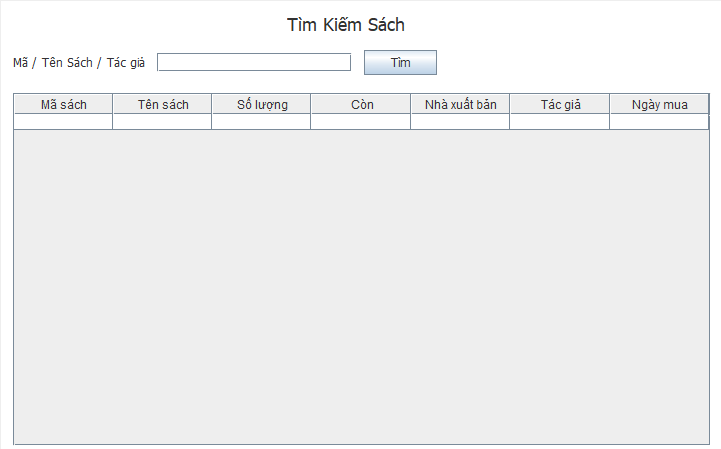 Tìm Kiếm Sách
Mã / Tên Sách / Tác giả Tìm
Mã sách Tên sách Số lượng Còn Nhà xuất bản Tác giả Ngày mua